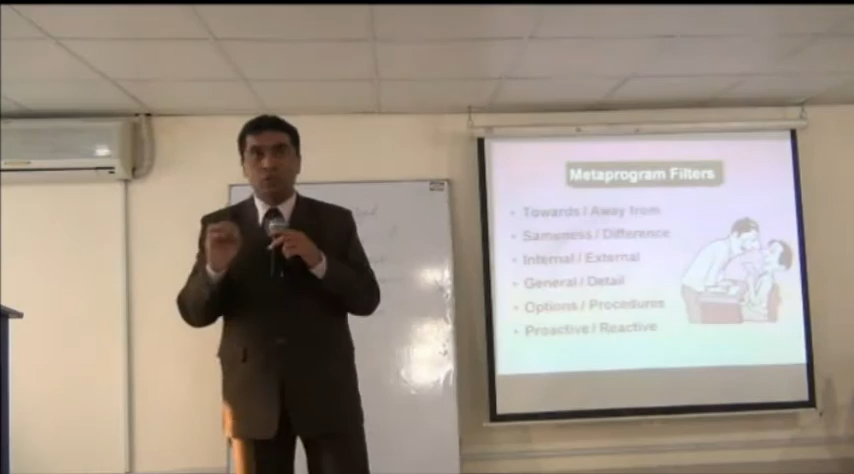 Metaprogram Filters
• Towards / Away from
• Sameness / Difference
• Internal / External
• General / Detail
• Options / Procedures
• Proactive / Reactive